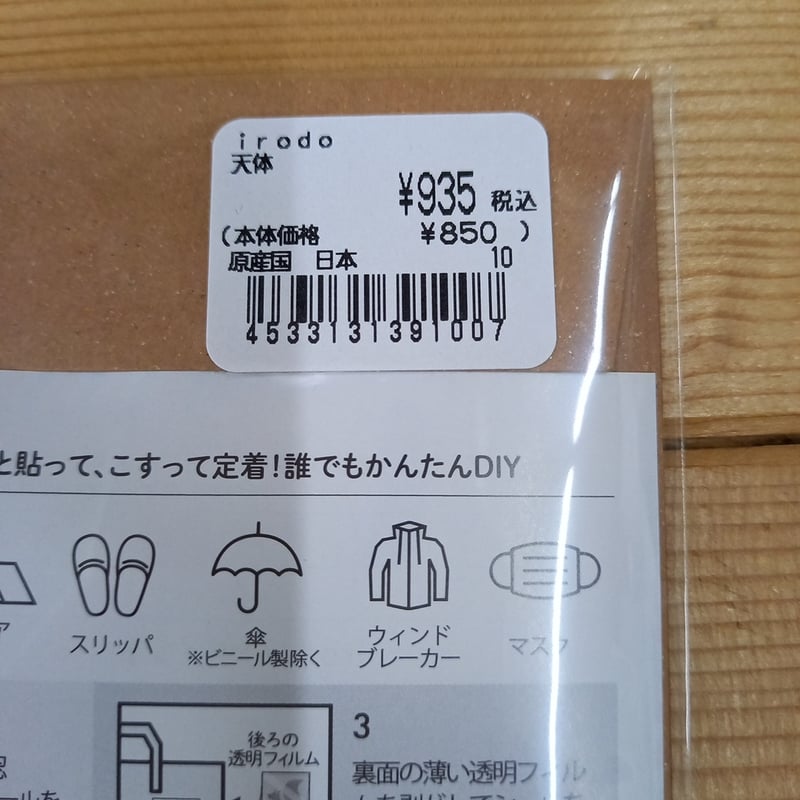 irodo
天体
¥935 税込
(本体価格 ¥850 )
原産国 日本 10
4533131391007
と貼って、こすって定着!誰でもかんたんDIY
スリッパ
傘
※ビニール製除く
ウィンド
ブレーカー
マスク
後ろの
透明フィルム
3
裏面の薄い透明フィルム